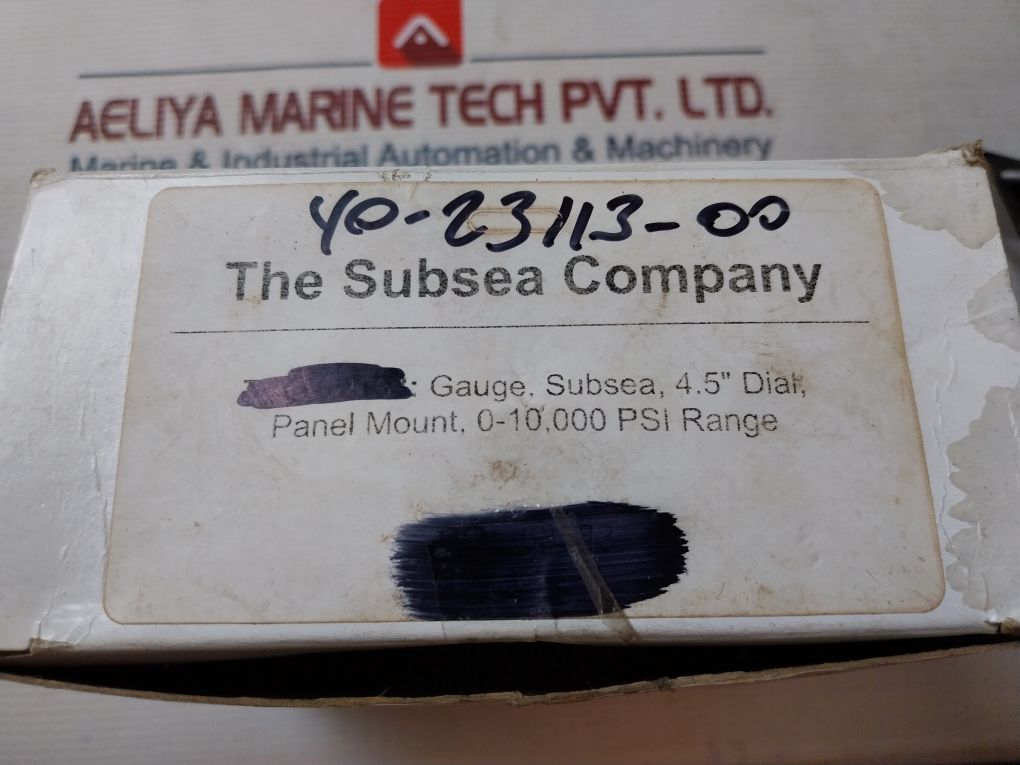 AELIYA MARINE TECH PVT. LTD.
Marine & Industrial Automation & Machinery
40-23113-00
The Subsea Company
: Gauge, Subsea, 4.5" Dial,
Panel Mount, 0-10,000 PSI Range